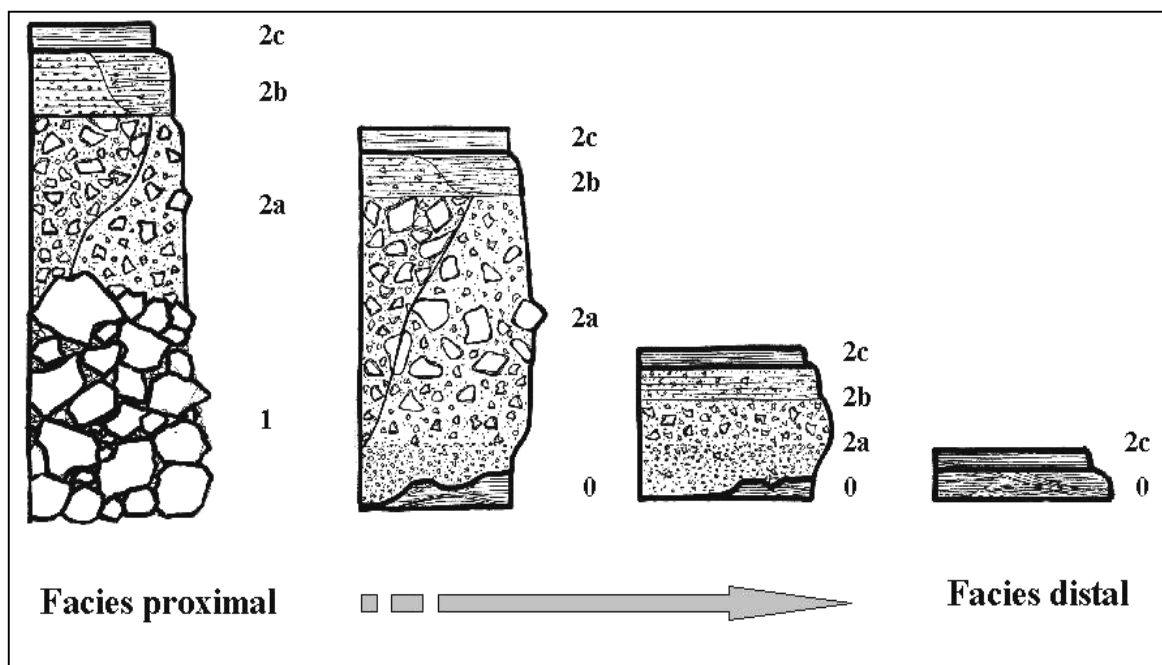 2c
2b
2a
1
2c
2b
2a
0
2c
2b
2a
0
2c
0
Facies proximal
Facies distal